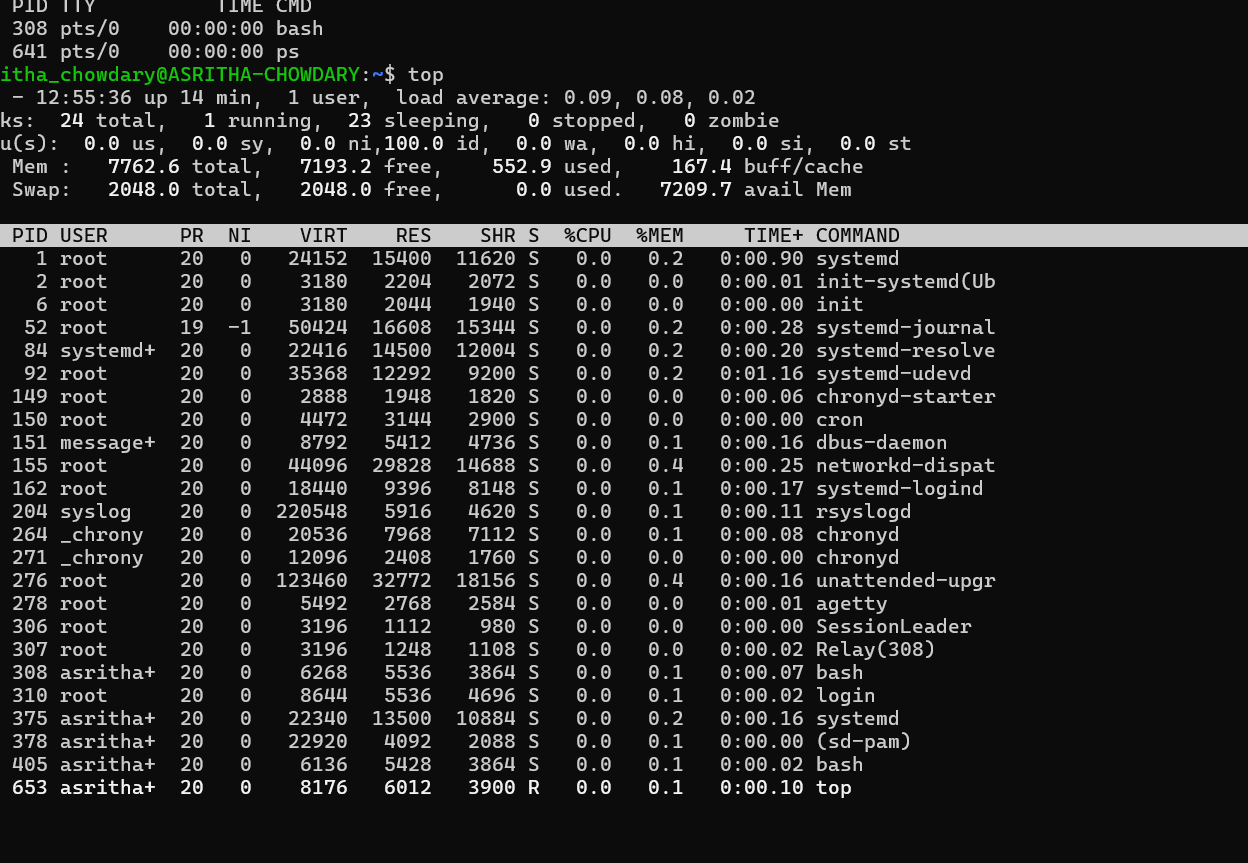 PID TTY          TIME CMD
308 pts/0    00:00:00 bash
641 pts/0    00:00:00 ps
itha_chowdary@ASRITHA-CHOWDARY:~$ top
- 12:55:36 up 14 min,  1 user,  load average: 0.09, 0.08, 0.02
ks:  24 total,   1 running,  23 sleeping,   0 stopped,   0 zombie
u(s):  0.0 us,  0.0 sy,  0.0 ni,100.0 id,  0.0 wa,  0.0 hi,  0.0 si,  0.0 st
Mem :   7762.6 total,   7193.2 free,    552.9 used,    167.4 buff/cache
Swap:   2048.0 total,   2048.0 free,      0.0 used.   7209.7 avail Mem
PID USER      PR  NI    VIRT    RES    SHR S  %CPU  %MEM     TIME+ COMMAND
1 root      20   0   24152  15400  11620 S   0.0   0.2   0:00.90 systemd
2 root      20   0    3180   2204   2072 S   0.0   0.0   0:00.01 init-systemd(Ub
6 root      20   0    3180   2044   1940 S   0.0   0.0   0:00.00 init
52 root      19  -1   50424  16608  15344 S   0.0   0.2   0:00.28 systemd-journal
84 systemd+  20   0   22416  14500  12004 S   0.0   0.2   0:00.20 systemd-resolve
92 root      20   0   35368  12292   9200 S   0.0   0.2   0:01.16 systemd-udevd
149 root      20   0    2888   1948   1820 S   0.0   0.0   0:00.06 chronyd-starter
150 root      20   0    4472   3144   2900 S   0.0   0.0   0:00.00 cron
151 message+  20   0    8792   5412   4736 S   0.0   0.1   0:00.16 dbus-daemon
155 root      20   0   44096  29828  14688 S   0.0   0.4   0:00.25 networkd-dispat
162 root      20   0   18440   9396   8148 S   0.0   0.1   0:00.17 systemd-logind
204 syslog    20   0  220548   5916   4620 S   0.0   0.1   0:00.11 rsyslogd
264 _chrony   20   0   20536   7968   7112 S   0.0   0.1   0:00.08 chronyd
271 _chrony   20   0   12096   2408   1760 S   0.0   0.0   0:00.00 chronyd
276 root      20   0  123460  32772  18156 S   0.0   0.4   0:00.16 unattended-upgr
278 root      20   0    5492   2768   2584 S   0.0   0.0   0:00.01 agetty
306 root      20   0    3196   1112    980 S   0.0   0.0   0:00.00 SessionLeader
307 root      20   0    3196   1248   1108 S   0.0   0.0   0:00.02 Relay(308)
308 asritha+  20   0    6268   5536   3864 S   0.0   0.1   0:00.07 bash
310 root      20   0    8644   5536   4696 S   0.0   0.1   0:00.02 login
375 asritha+  20   0   22340  13500  10884 S   0.0   0.2   0:00.16 systemd
378 asritha+  20   0   22920   4092   2088 S   0.0   0.1   0:00.00 (sd-pam)
405 asritha+  20   0    6136   5428   3864 S   0.0   0.1   0:00.02 bash
653 asritha+  20   0    8176   6012   3900 R   0.0   0.1   0:00.10 top